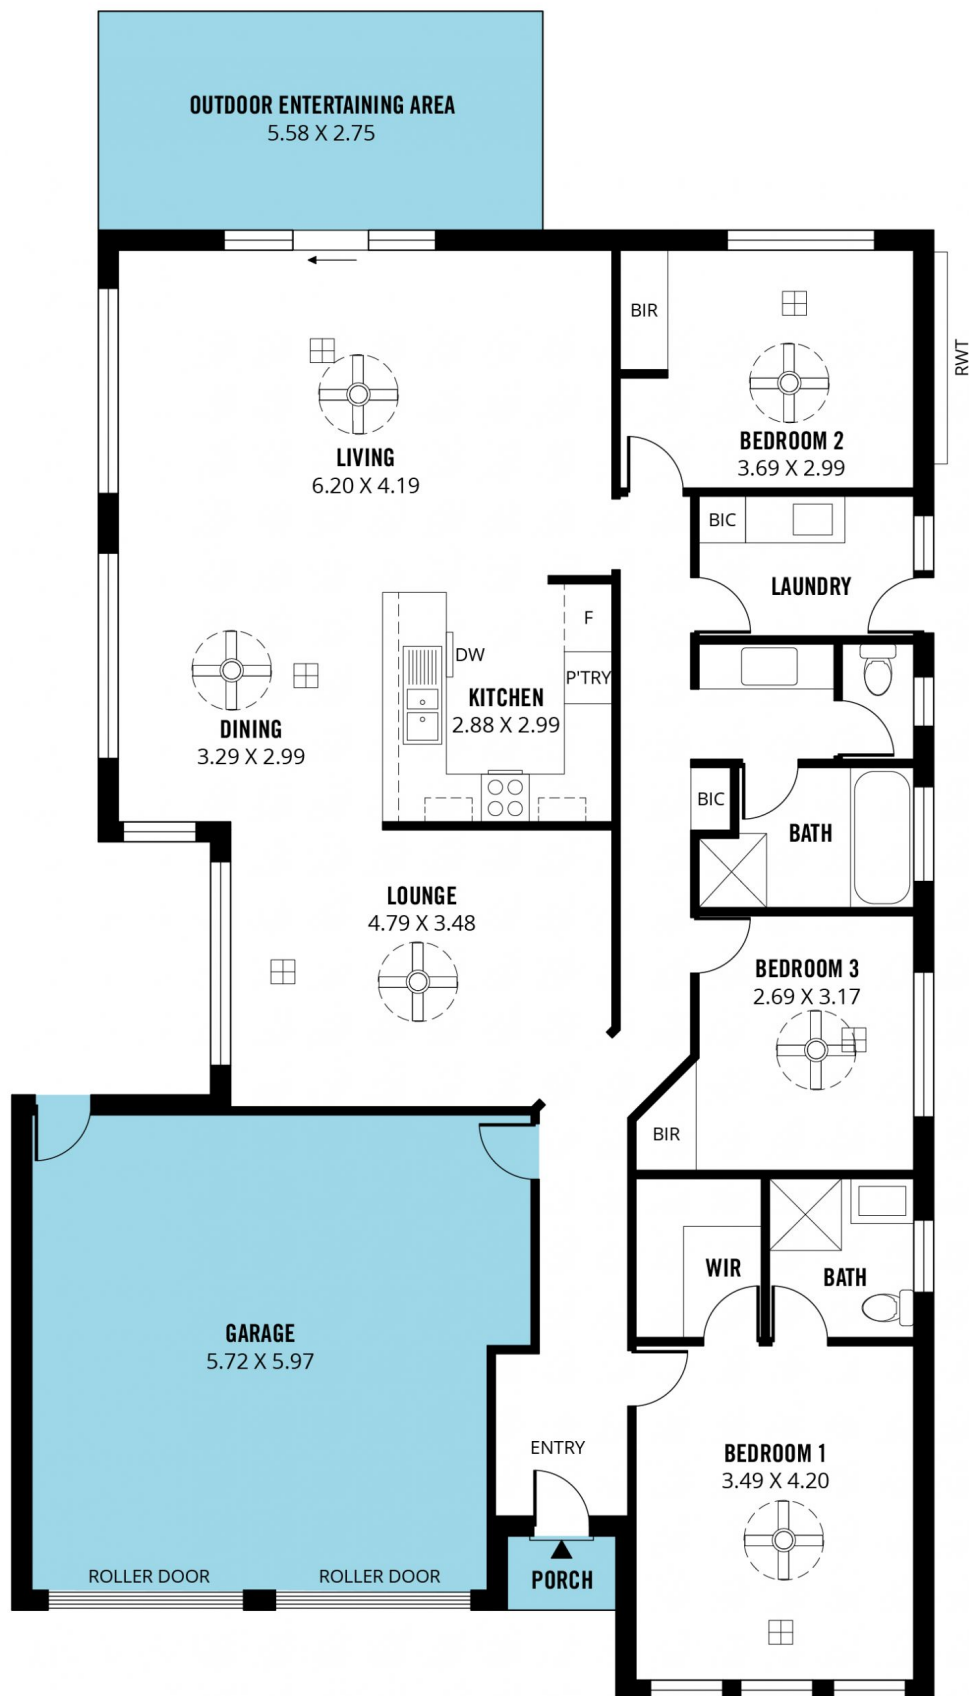 OUTDOOR ENTERTAINING AREA
5.58 X 2.75
BIR
RWT
BEDROOM 2
3.69 X 2.99
LIVING
6.20 X 4.19
BIC
LAUNDRY
F
DW
P'TRY
KITCHEN
2.88 X 2.99
DINING
3.29 X 2.99
BIC
BATH
LOUNGE
4.79 X 3.48
BEDROOM 3
2.69 X 3.17
BIR
WIR
BATH
GARAGE
5.72 X 5.97
ENTRY
BEDROOM 1
3.49 X 4.20
ROLLER DOOR
ROLLER DOOR
PORCH